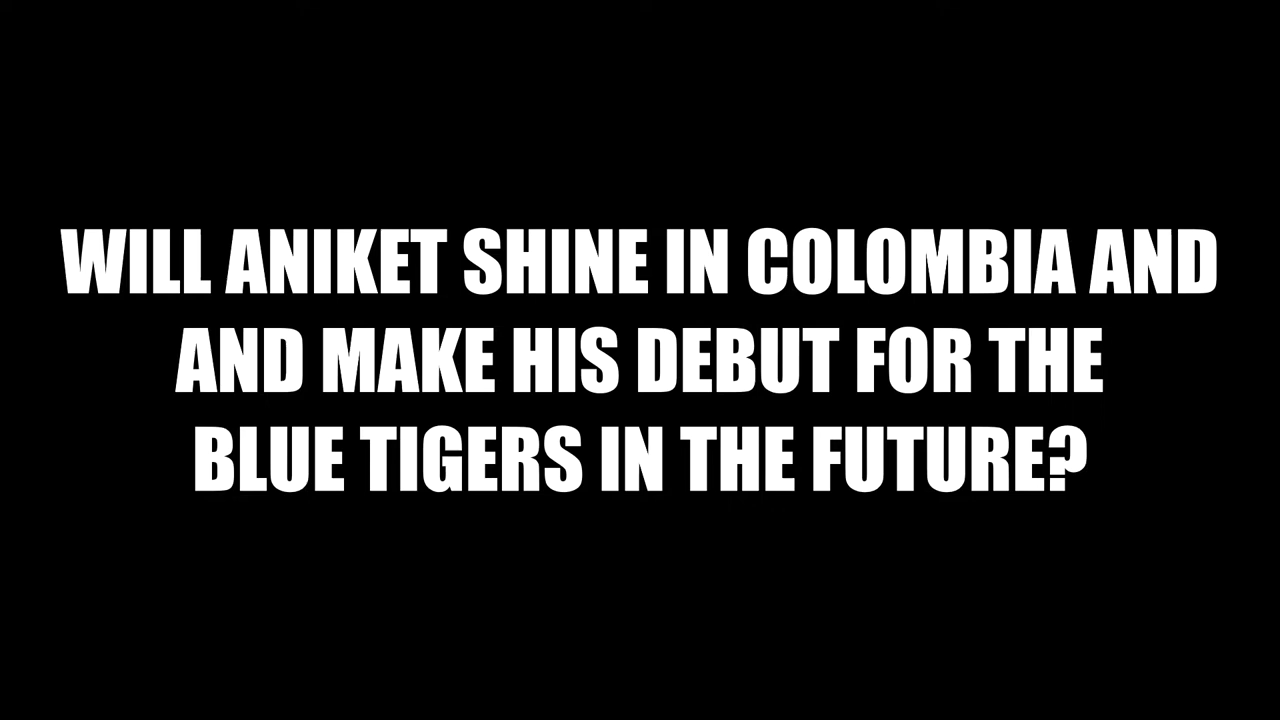 WILL ANIKET SHINE IN COLOMBIA AND
AND MAKE HIS DEBUT FOR THE
BLUE TIGERS IN THE FUTURE?